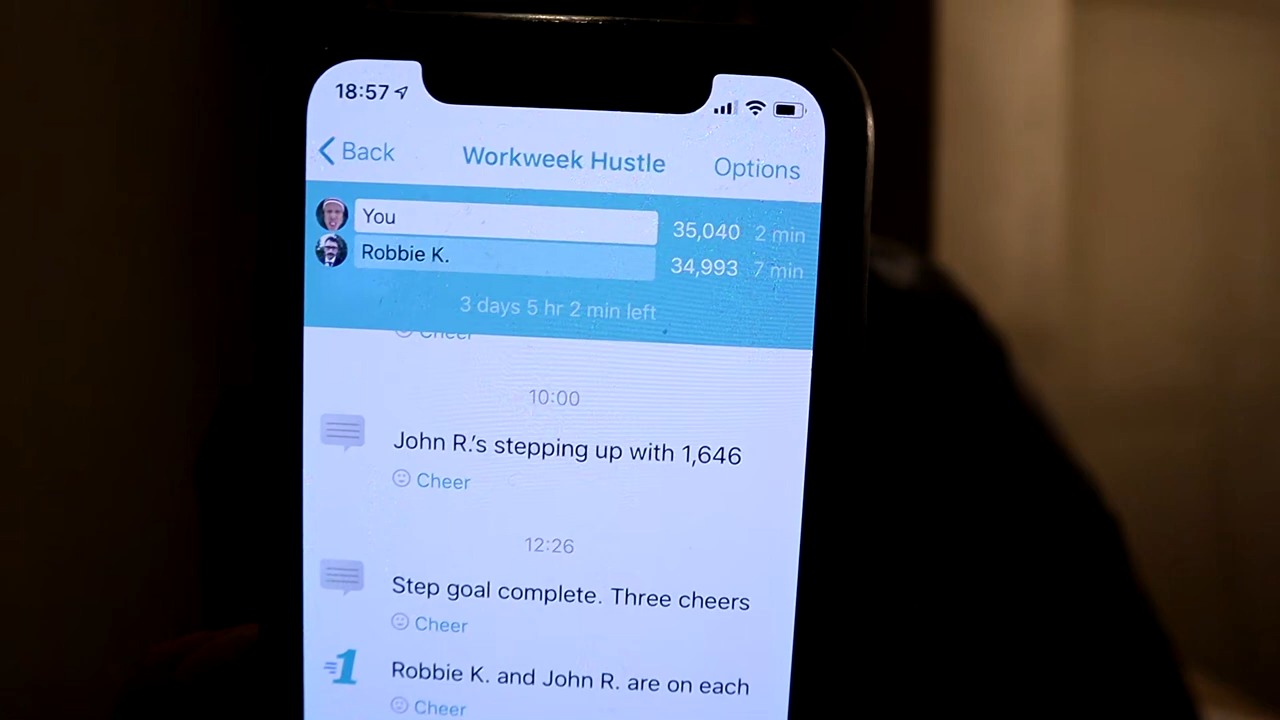 18:57
Back Workweek Hustle Options
You 35,040 2 min
Robbie K. 34,993 7 min
3 days 5 hr 2 min left
Cheer
10:00
John R.'s stepping up with 1,646
Cheer
12:26
Step goal complete. Three cheers
Cheer
1 Robbie K. and John R. are on each
Cheer